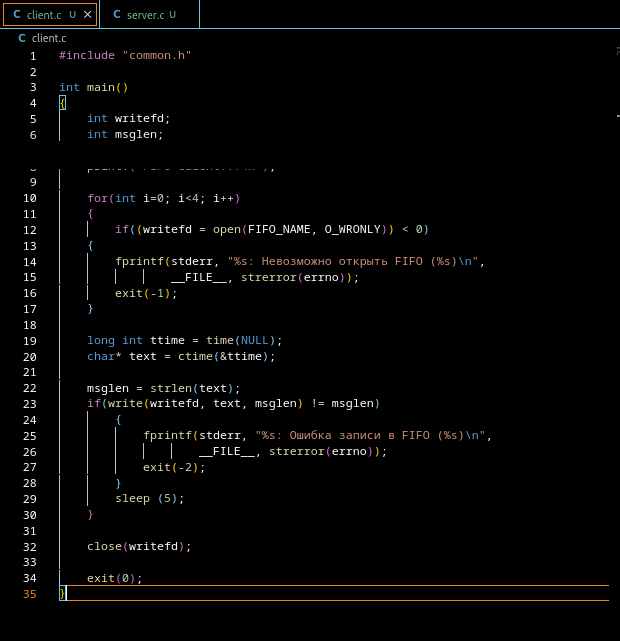 C client.c U ×
C server.c U
C client.c
1 #include "common.h"
2
3 int main()
4 {
5 int writefd;
6 int msglen;
9
10 for(int i=0; i<4; i++)
11 {
12 if((writefd = open(FIFO_NAME, O_WRONLY)) < 0)
13 {
14 fprintf(stderr, "%s: Невозможно открыть FIFO (%s)\n",
15 __FILE__, strerror(errno));
16 exit(-1);
17 }
18
19 long int ttime = time(NULL);
20 char* text = ctime(&ttime);
21
22 msglen = strlen(text);
23 if(write(writefd, text, msglen) != msglen)
24 {
25 fprintf(stderr, "%s: Ошибка записи в FIFO (%s)\n",
26 __FILE__, strerror(errno));
27 exit(-2);
28 }
29 sleep (5);
30 }
31
32 close(writefd);
33
34 exit(0);
35 }